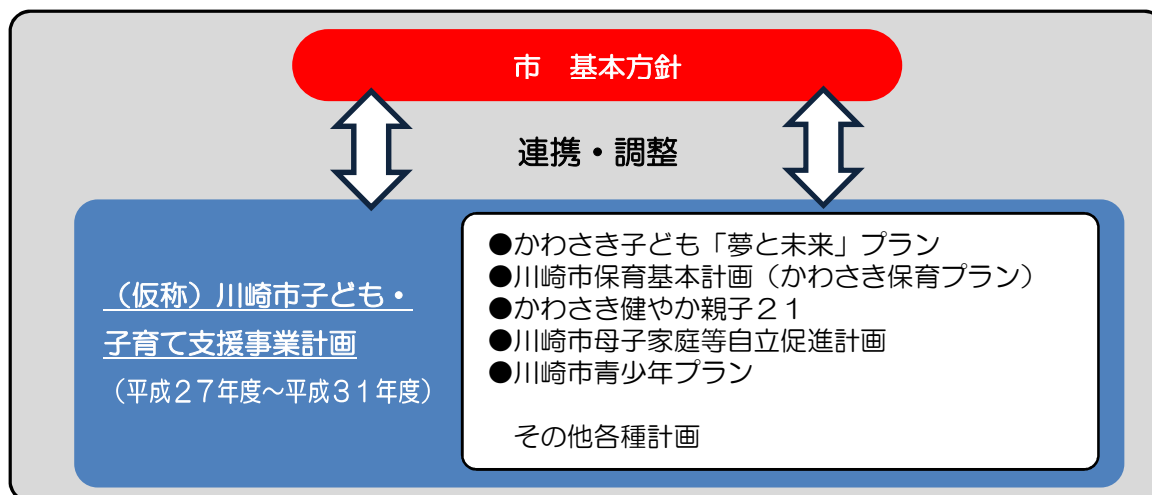 市　基本方針
連携・調整
（仮称）川崎市子ども・
子育て支援事業計画
（平成２７年度～平成３１年度）
●かわさき子ども「夢と未来」プラン
●川崎市保育基本計画（かわさき保育プラン）
●かわさき健やか親子２１
●川崎市母子家庭等自立促進計画
●川崎市青少年プラン
その他各種計画